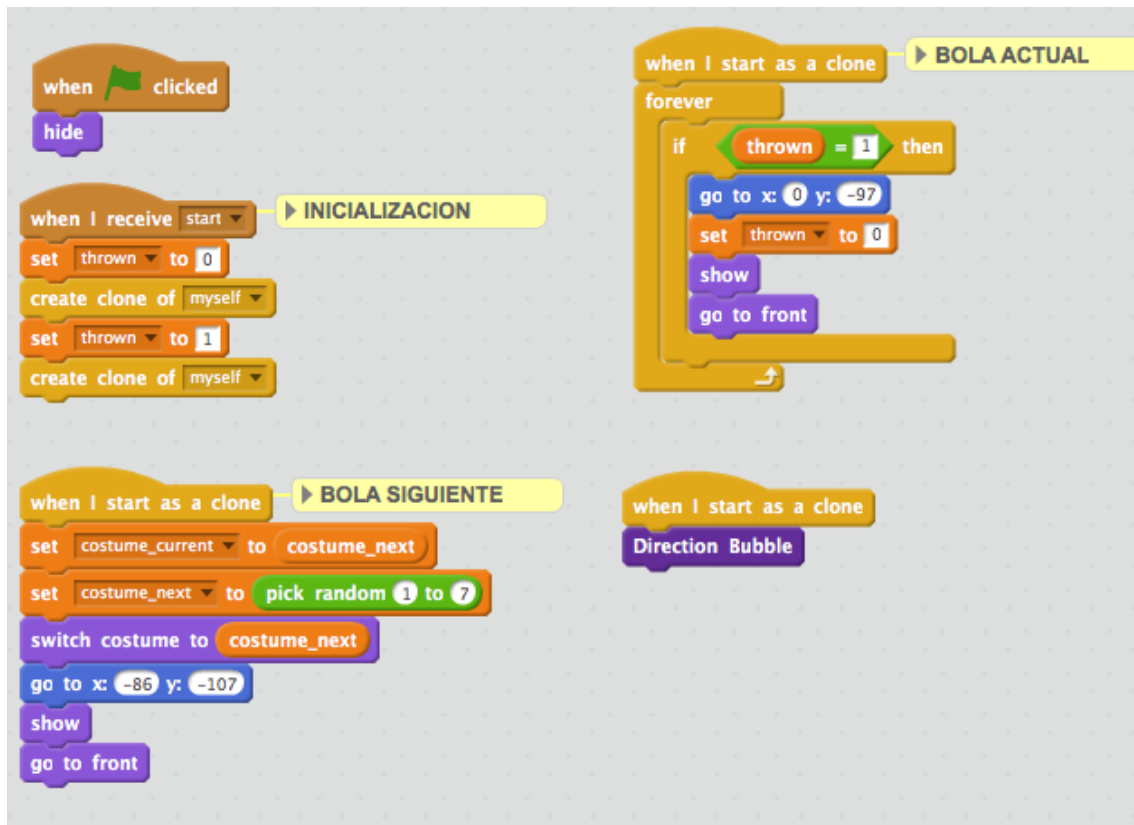 when clicked
hide
when I receive start
INICIALIZACION
set thrown to 0
create clone of myself
set thrown to 1
create clone of myself
when I start as a clone
BOLA SIGUIENTE
set costume_current to costume_next
set costume_next to pick random 1 to 7
switch costume to costume_next
go to x: -86 y: -107
show
go to front
when I start as a clone
BOLA ACTUAL
forever
if thrown = 1 then
go to x: 0 y: -97
set thrown to 0
show
go to front
when I start as a clone
Direction Bubble